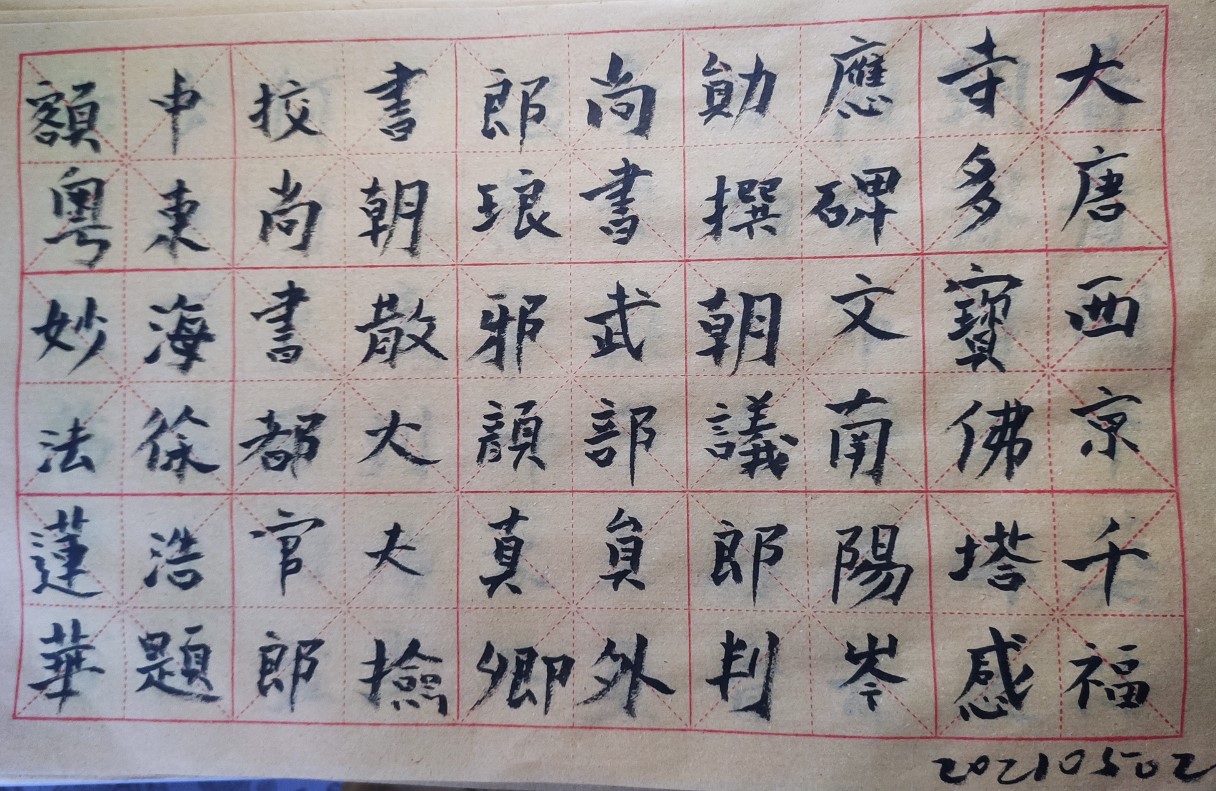 大唐西京千福
寺多寶佛塔感
應碑文南陽岑
勛撰朝議郎判
尚書武部員外
郎琅邪顏真卿
書朝散大夫撿
挍尚書都官郎
中東海徐浩題
額粵妙法蓮華
20210502